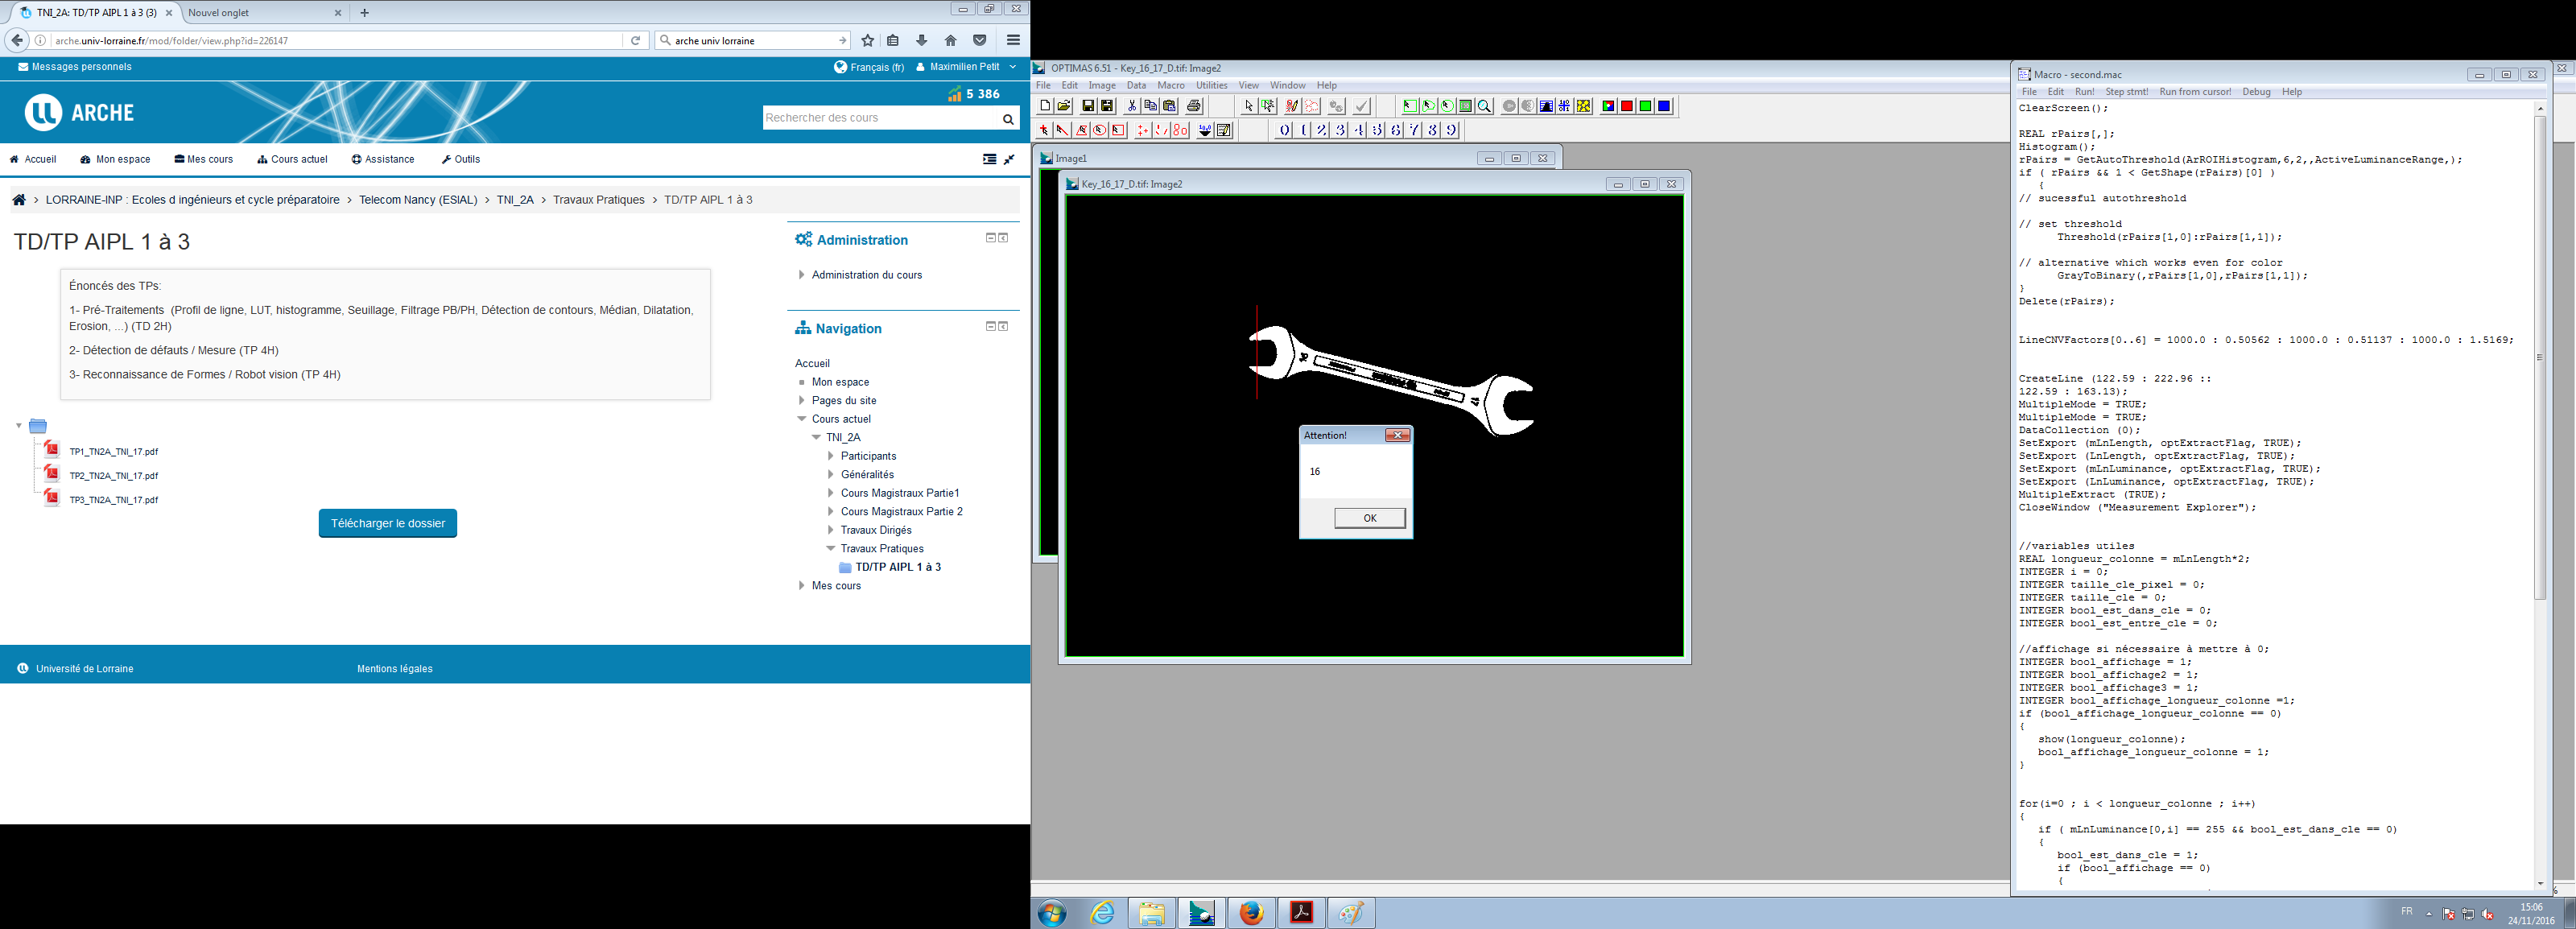 TNI_2A: TD/TP AIPL 1 à 3 (3)
Nouvel onglet
arche.univ-lorraine.fr/mod/folder/view.php?id=226147
arche univ lorraine
Messages personnels
Français (fr)
Maximilien Petit
ARCHE
5 386
Rechercher des cours
Accueil
Mon espace
Mes cours
Cours actuel
Assistance
Outils
LORRAINE-INP : Ecoles d ingénieurs et cycle préparatoire > Telecom Nancy (ESIAL) > TNI_2A > Travaux Pratiques > TD/TP AIPL 1 à 3
TD/TP AIPL 1 à 3
Énoncés des TPs:
1- Pré-Traitements  (Profil de ligne, LUT, histogramme, Seuillage, Filtrage PB/PH, Détection de contours, Médian, Dilatation,
Erosion, ...) (TD 2H)
2- Détection de défauts / Mesure (TP 4H)
3- Reconnaissance de Formes / Robot vision (TP 4H)
TP1_TN2A_TNI_17.pdf
TP2_TN2A_TNI_17.pdf
TP3_TN2A_TNI_17.pdf
Télécharger le dossier
Administration
Administration du cours
Navigation
Accueil
Mon espace
Pages du site
Cours actuel
TNI_2A
Participants
Généralités
Cours Magistraux Partie1
Cours Magistraux Partie 2
Travaux Dirigés
Travaux Pratiques
TD/TP AIPL 1 à 3
Mes cours
Université de Lorraine
Mentions légales
OPTIMAS 6.51 - Key_16_17_D.tif: Image2
File Edit Image Data Macro Utilities View Window Help
0 1 2 3 4 5 6 7 8 9
Image1
Key_16_17_D.tif: Image2
16
17
Attention!
16
OK
Macro - second.mac
File Edit Run! Step stmt! Run from cursor! Debug Help
ClearScreen();
REAL rPairs[,];
Histogram();
rPairs = GetAutoThreshold(ArROIHistogram,6,2,,ActiveLuminanceRange,);
if ( rPairs && 1 < GetShape(rPairs)[0] )
{
// sucessful autothreshold
// set threshold
Threshold(rPairs[1,0]:rPairs[1,1]);
// alternative which works even for color
GrayToBinary(,rPairs[1,0],rPairs[1,1]);
}
Delete(rPairs);
LineCNVFactors[0..6] = 1000.0 : 0.50562 : 1000.0 : 0.51137 : 1000.0 : 1.5169;
CreateLine (122.59 : 222.96 ::
122.59 : 163.13);
MultipleMode = TRUE;
MultipleMode = TRUE;
DataCollection (0);
SetExport (mLnLength, optExtractFlag, TRUE);
SetExport (LnLength, optExtractFlag, TRUE);
SetExport (mLnLuminance, optExtractFlag, TRUE);
SetExport (LnLuminance, optExtractFlag, TRUE);
MultipleExtract (TRUE);
CloseWindow ("Measurement Explorer");
//variables utiles
REAL longueur_colonne = mLnLength*2;
INTEGER i = 0;
INTEGER taille_cle_pixel = 0;
INTEGER taille_cle = 0;
INTEGER bool_est_dans_cle = 0;
INTEGER bool_est_entre_cle = 0;
//affichage si nécessaire à mettre à 0;
INTEGER bool_affichage = 1;
INTEGER bool_affichage2 = 1;
INTEGER bool_affichage3 = 1;
INTEGER bool_affichage_longueur_colonne =1;
if (bool_affichage_longueur_colonne == 0)
{
show(longueur_colonne);
bool_affichage_longueur_colonne = 1;
}
for(i=0 ; i < longueur_colonne ; i++)
{
if ( mLnLuminance[0,i] == 255 && bool_est_dans_cle == 0)
{
bool_est_dans_cle = 1;
if (bool_affichage == 0)
{
%
FR
15:06
24/11/2016